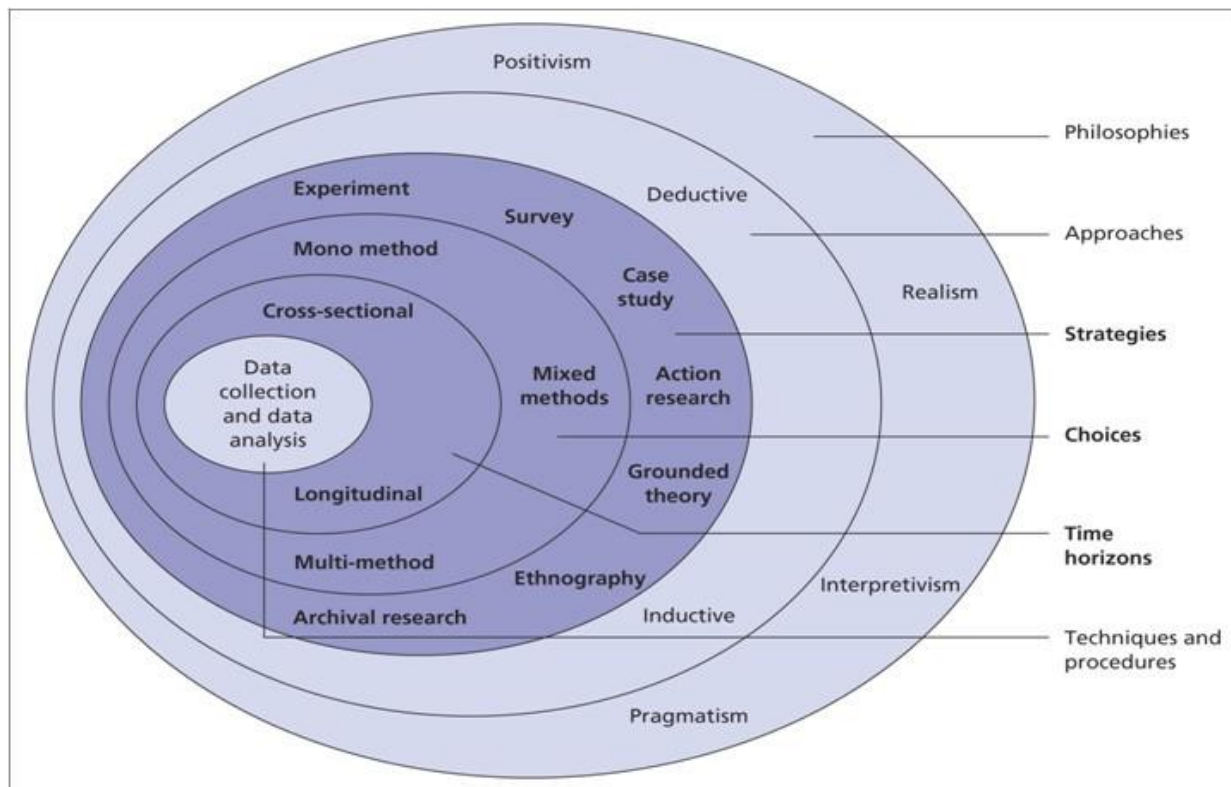 Positivism
Philosophies
Experiment
Deductive
Survey
Approaches
Mono method
Case
study
Realism
Cross-sectional
Strategies
Data
collection
and data
analysis
Mixed
methods
Action
research
Choices
Grounded
theory
Longitudinal
Time
horizons
Multi-method
Ethnography
Interpretivism
Archival research
Inductive
Techniques and
procedures
Pragmatism